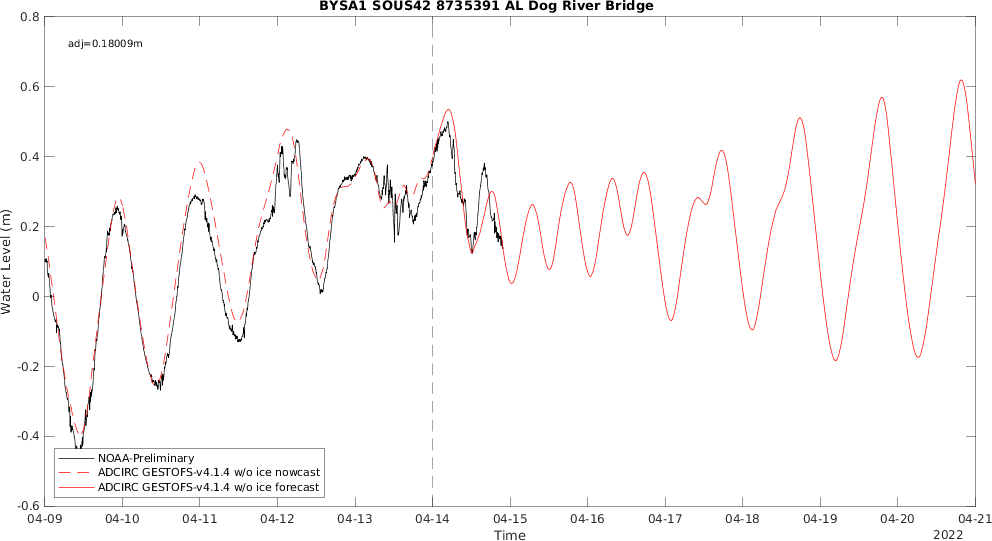 BYSA1 SOUS42 8735391 AL Dog River Bridge
adj=0.18009m
0.8
0.6
0.4
0.2
0
-0.2
-0.4
-0.6
Water Level (m)
NOAA-Preliminary
ADCIRC GESTOFS-v4.1.4 w/o ice nowcast
ADCIRC GESTOFS-v4.1.4 w/o ice forecast
04-09 04-10 04-11 04-12 04-13 04-14 04-15 04-16 04-17 04-18 04-19 04-20 04-21
Time
2022